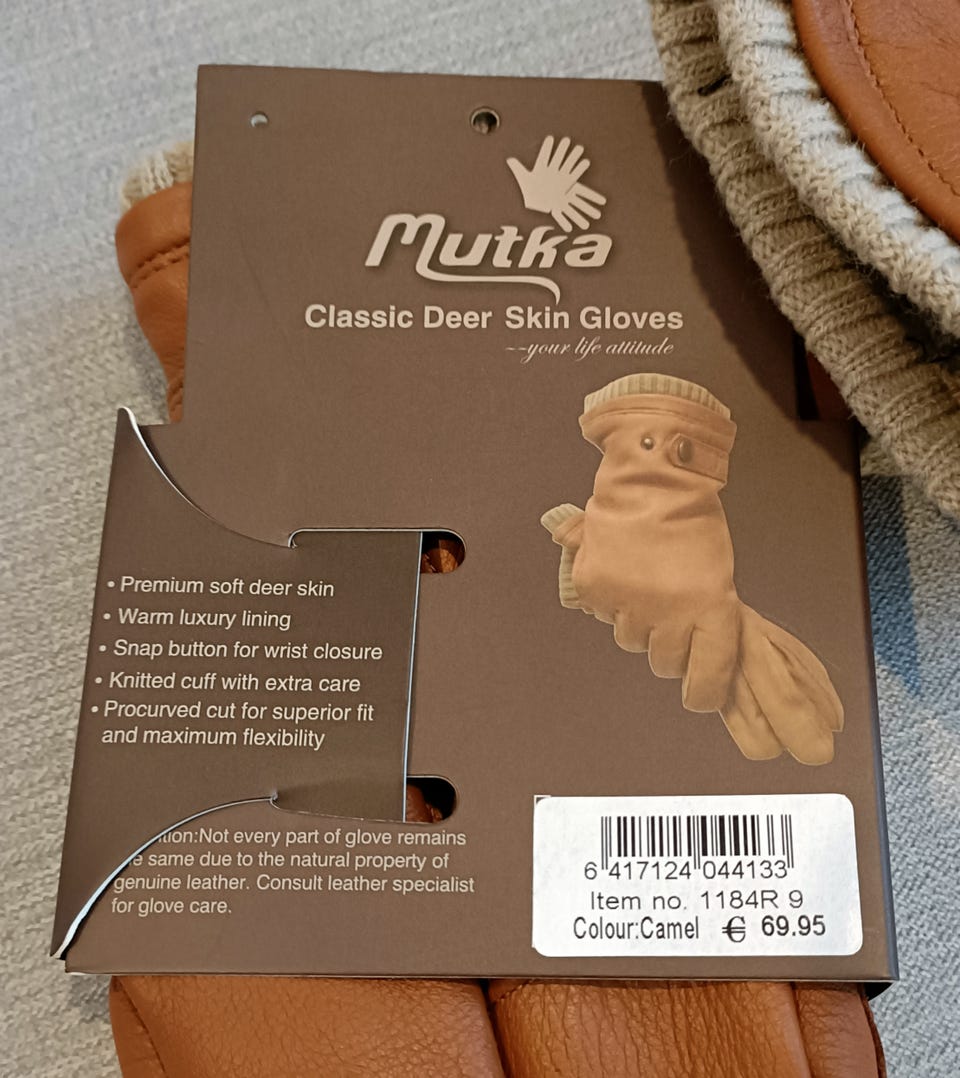 Mutka
Classic Deer Skin Gloves
---your life attitude
• Premium soft deer skin
• Warm luxury lining
• Snap button for wrist closure
• Knitted cuff with extra care
• Procurved cut for superior fit
and maximum flexibility
Not every part of glove remains
same due to the natural property of
genuine leather. Consult leather specialist
for glove care.
6 417124 044133
Item no. 1184R 9
Colour:Camel € 69.95